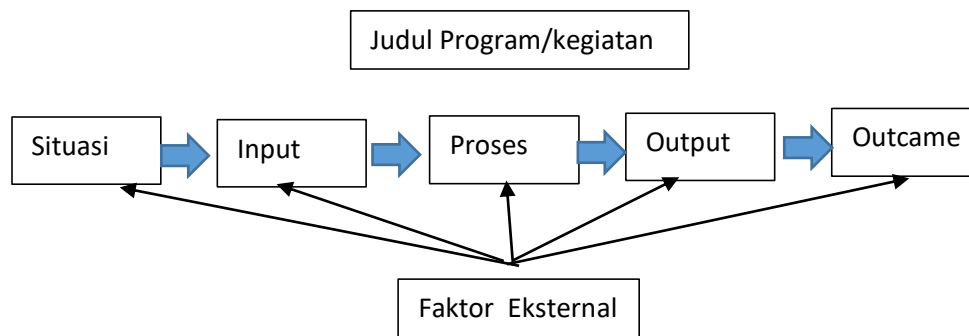 Judul Program/kegiatan
Situasi
Input
Proses
Output
Outcame
Faktor Eksternal